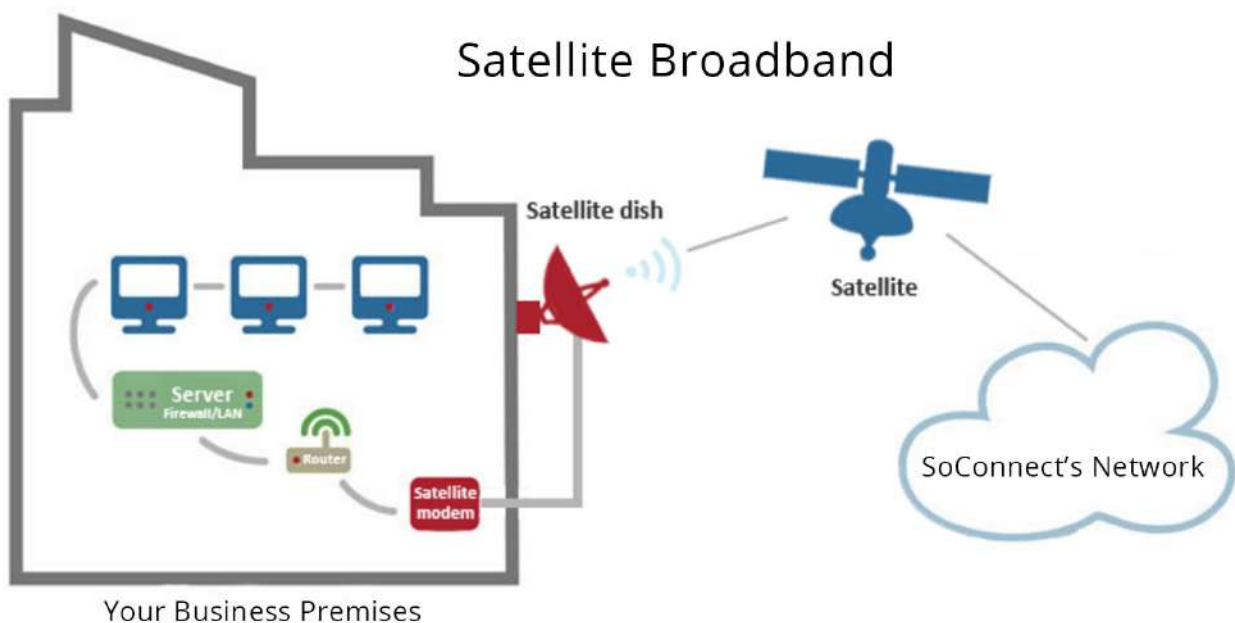 Satellite Broadband
Satellite dish
Satellite
Server
Firewall/LAN
Router
Satellite
modem
SoConnect’s Network
Your Business Premises